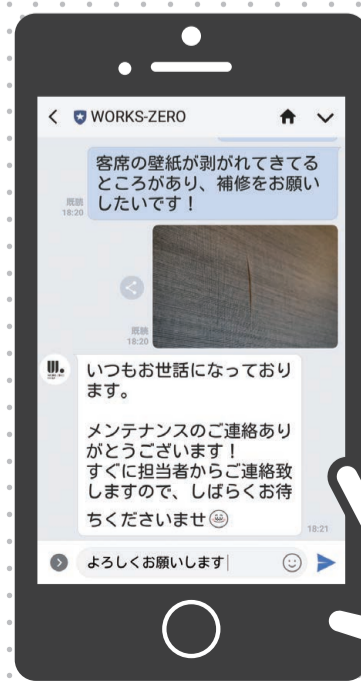 WORKS-ZERO
客席の壁紙が剥がれてきてる
ところがあり、補修をお願い
したいです！
既読
18:20
既読
18:20
いつもお世話になっており
ます。
メンテナンスのご連絡あり
がとうございます！
すぐに担当者からご連絡致
しますので、しばらくお待
ちくださいませ
18:21
よろしくお願いします